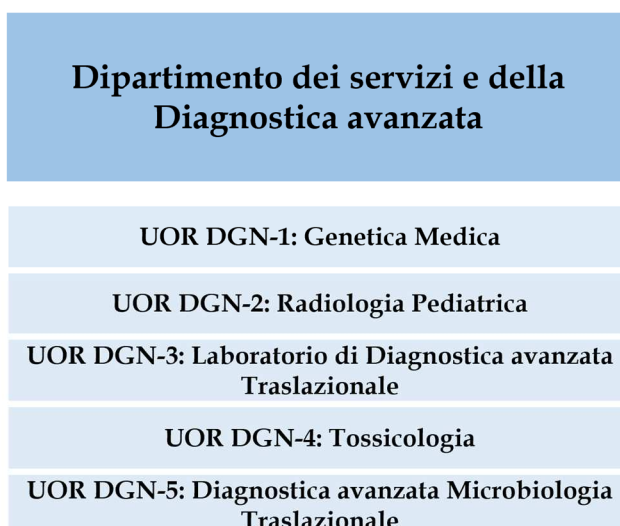 Dipartimento dei servizi e della
Diagnostica avanzata
UOR DGN-1: Genetica Medica
UOR DGN-2: Radiologia Pediatrica
UOR DGN-3: Laboratorio di Diagnostica avanzata
Traslazionale
UOR DGN-4: Tossicologia
UOR DGN-5: Diagnostica avanzata Microbiologia
Traslazionale